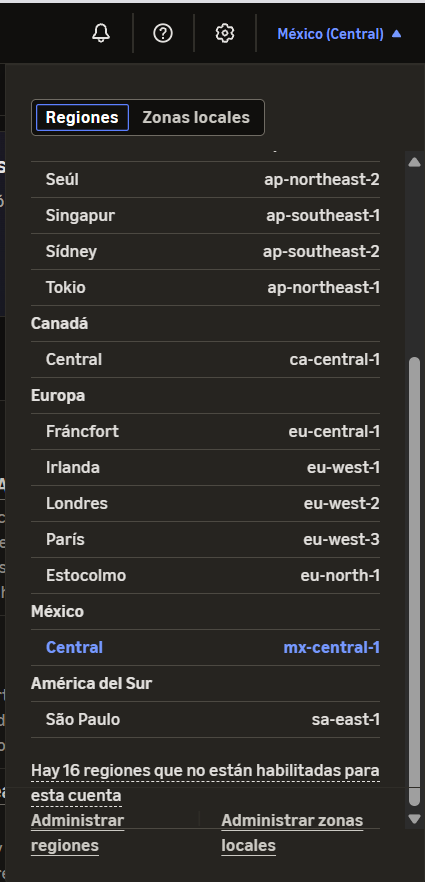 México (Central) ▲
Regiones Zonas locales
Seúl ap-northeast-2
Singapur ap-southeast-1
Sídney ap-southeast-2
Tokio ap-northeast-1
Canadá
Central ca-central-1
Europa
Fráncfort eu-central-1
Irlanda eu-west-1
Londres eu-west-2
París eu-west-3
Estocolmo eu-north-1
México
Central mx-central-1
América del Sur
São Paulo sa-east-1
Hay 16 regiones que no están habilitadas para
esta cuenta
Administrar Administrar zonas
regiones locales